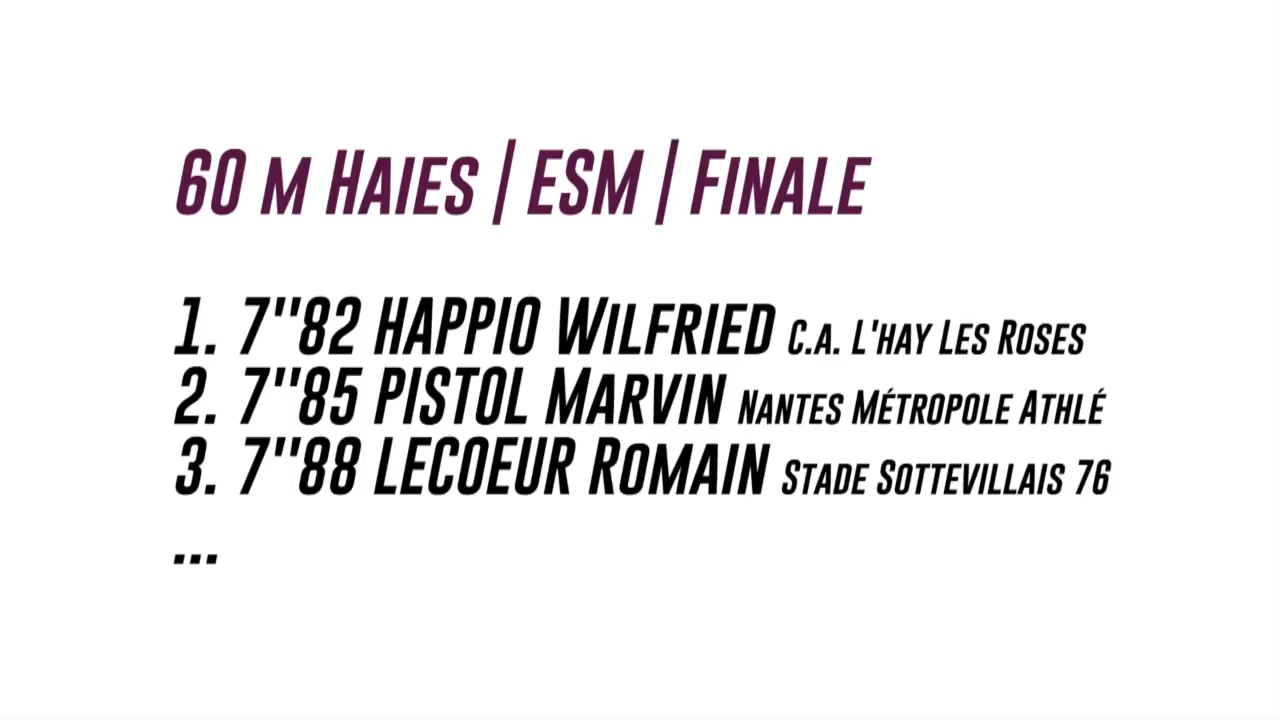 60 m Haies | ESM | Finale
1. 7"82 HAPPIO Wilfried C.a. L'hay Les Roses
2. 7"85 PISTOL Marvin Nantes Métropole Athlé
3. 7"88 LECOEUR Romain Stade Sottevillais 76
...